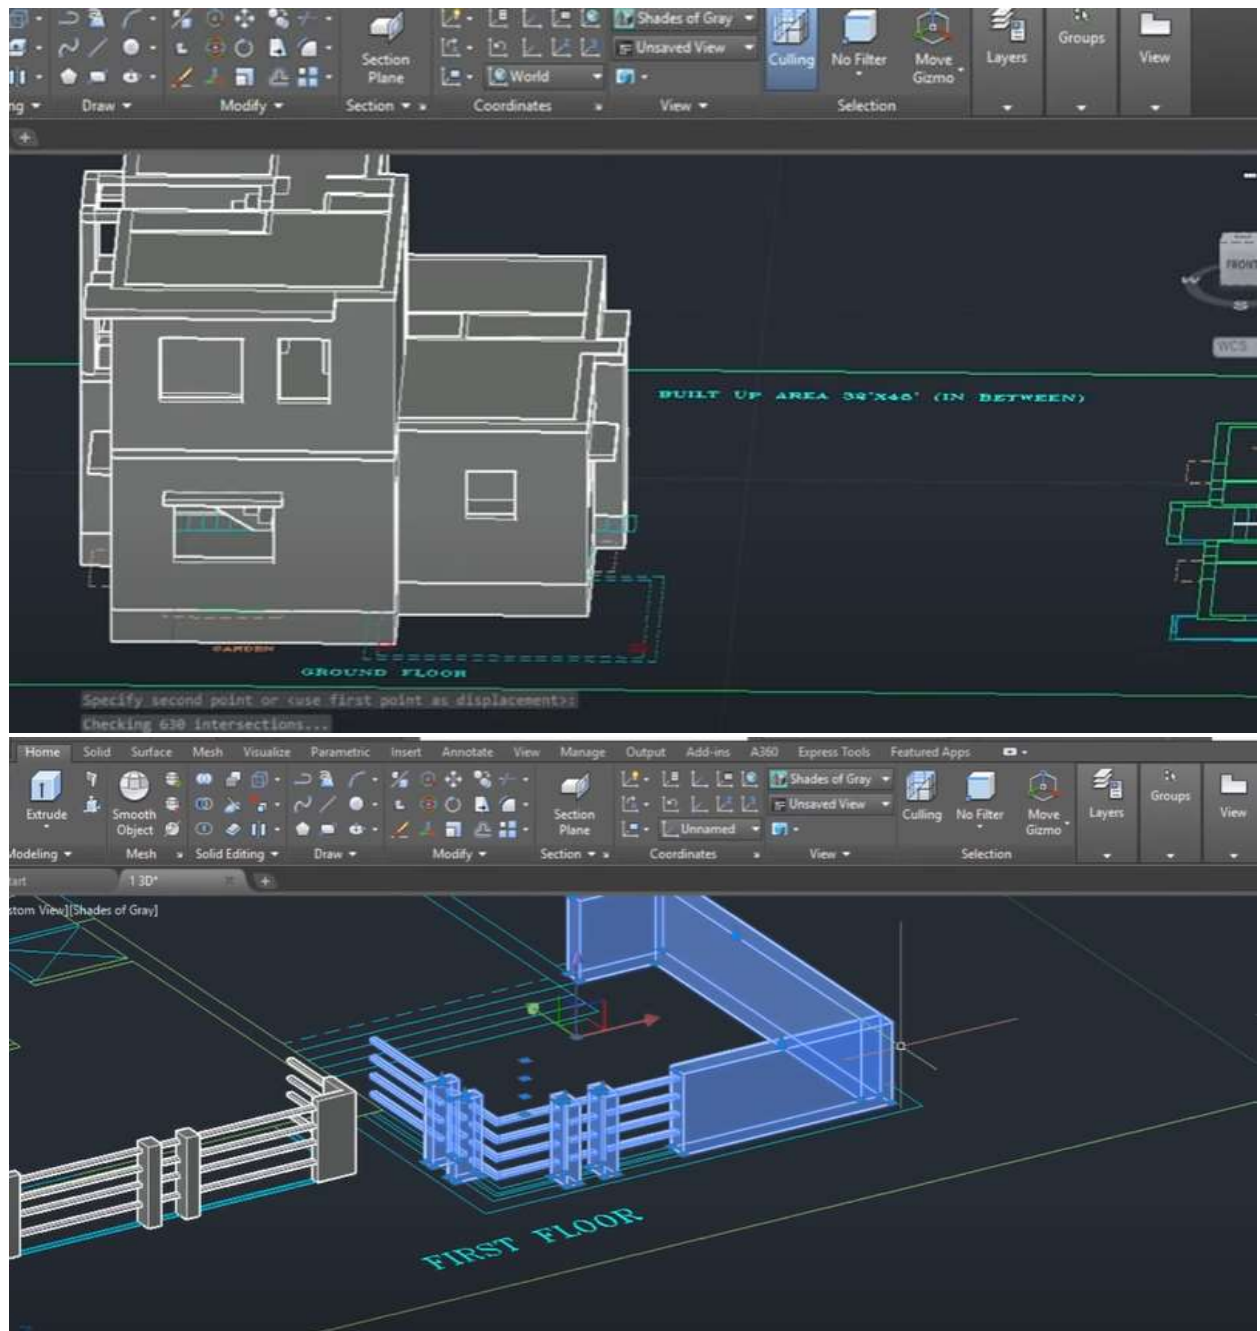 Shades of Gray
Unsaved View
World
Section
Plane
Culling
No Filter
Move
Gizmo
Layers
Groups
View
ng
Draw
Modify
Section
Coordinates
View
Selection
FRONT
W
S
WCS
BUILT UP AREA 32'X48' (IN BETWEEN)
GARDEN
GROUND FLOOR
Specify second point or <use first point as displacement>:
Checking 630 intersections...
Home Solid Surface Mesh Visualize Parametric Insert Annotate View Manage Output Add-ins A360 Express Tools Featured Apps
Extrude
Smooth
Object
Section
Plane
Shades of Gray
Unsaved View
Unnamed
Culling
No Filter
Move
Gizmo
Layers
Groups
View
Modeling
Mesh
Solid Editing
Draw
Modify
Section
Coordinates
View
Selection
tart
1 3D*
stom View][Shades of Gray]
FIRST FLOOR